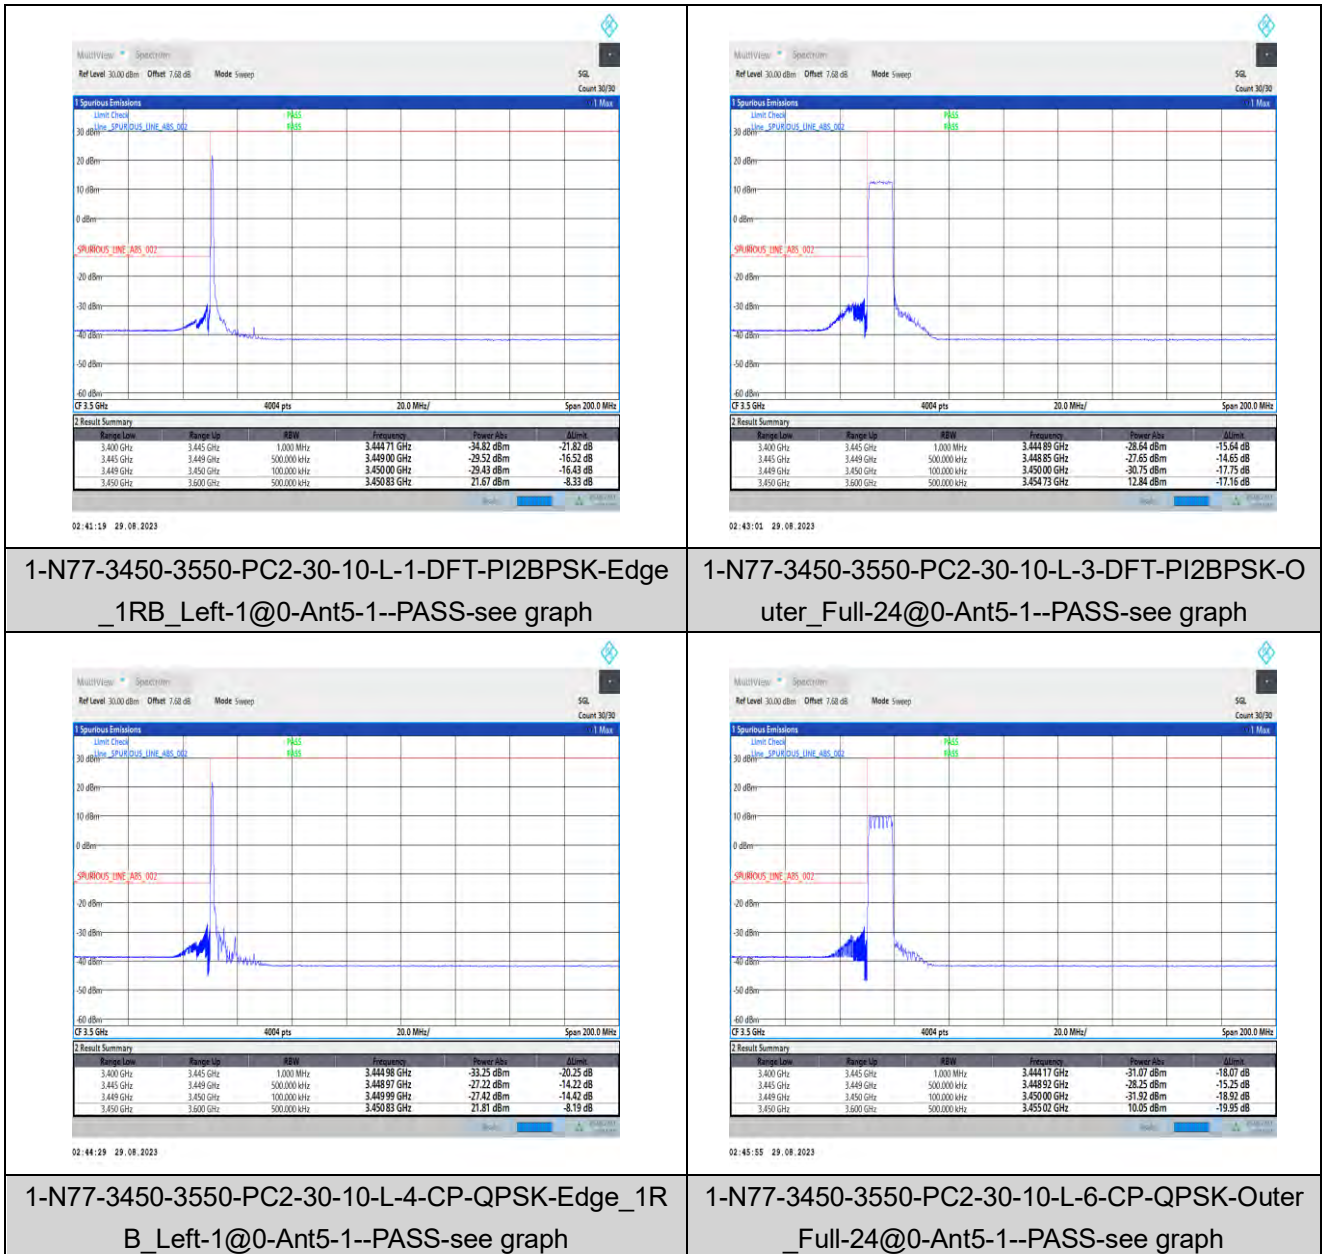 MultiView Spectrum
Ref Level 30.00 dBm Offset 7.68 dB Mode Sweep SGL
Count 30/30
1 Spurious Emissions 1 Max
Limit Check PASS
Line _SPURIOUS_LINE_ABS_002 PASS
30 dBm
20 dBm
10 dBm
0 dBm
_SPURIOUS_LINE_ABS_002
-20 dBm
-30 dBm
-40 dBm
-50 dBm
-60 dBm
CF 3.5 GHz 4004 pts 20.0 MHz/ Span 200.0 MHz
2 Result Summary
Range Low Range Up RBW Frequency Power Abs ΔLimit
3.400 GHz 3.445 GHz 1.000 MHz 3.444 71 GHz -34.82 dBm -21.82 dB
3.445 GHz 3.449 GHz 500.000 kHz 3.449 00 GHz -29.52 dBm -16.52 dB
3.449 GHz 3.450 GHz 100.000 kHz 3.450 00 GHz -29.43 dBm -16.43 dB
3.450 GHz 3.600 GHz 500.000 kHz 3.450 83 GHz 21.67 dBm -8.33 dB
02:41:19 29.08.2023
1-N77-3450-3550-PC2-30-10-L-1-DFT-PI2BPSK-Edge
_1RB_Left-1@0-Ant5-1--PASS-see graph
MultiView Spectrum
Ref Level 30.00 dBm Offset 7.68 dB Mode Sweep SGL
Count 30/30
1 Spurious Emissions 1 Max
Limit Check PASS
Line _SPURIOUS_LINE_ABS_002 PASS
30 dBm
20 dBm
10 dBm
0 dBm
_SPURIOUS_LINE_ABS_002
-20 dBm
-30 dBm
-40 dBm
-50 dBm
-60 dBm
CF 3.5 GHz 4004 pts 20.0 MHz/ Span 200.0 MHz
2 Result Summary
Range Low Range Up RBW Frequency Power Abs ΔLimit
3.400 GHz 3.445 GHz 1.000 MHz 3.444 89 GHz -28.64 dBm -15.64 dB
3.445 GHz 3.449 GHz 500.000 kHz 3.448 85 GHz -27.65 dBm -14.65 dB
3.449 GHz 3.450 GHz 100.000 kHz 3.450 00 GHz -30.75 dBm -17.75 dB
3.450 GHz 3.600 GHz 500.000 kHz 3.454 73 GHz 12.84 dBm -17.16 dB
02:43:01 29.08.2023
1-N77-3450-3550-PC2-30-10-L-3-DFT-PI2BPSK-O
uter_Full-24@0-Ant5-1--PASS-see graph
MultiView Spectrum
Ref Level 30.00 dBm Offset 7.68 dB Mode Sweep SGL
Count 30/30
1 Spurious Emissions 1 Max
Limit Check PASS
Line _SPURIOUS_LINE_ABS_002 PASS
30 dBm
20 dBm
10 dBm
0 dBm
_SPURIOUS_LINE_ABS_002
-20 dBm
-30 dBm
-40 dBm
-50 dBm
-60 dBm
CF 3.5 GHz 4004 pts 20.0 MHz/ Span 200.0 MHz
2 Result Summary
Range Low Range Up RBW Frequency Power Abs ΔLimit
3.400 GHz 3.445 GHz 1.000 MHz 3.444 98 GHz -33.25 dBm -20.25 dB
3.445 GHz 3.449 GHz 500.000 kHz 3.448 97 GHz -27.22 dBm -14.22 dB
3.449 GHz 3.450 GHz 100.000 kHz 3.449 99 GHz -27.42 dBm -14.42 dB
3.450 GHz 3.600 GHz 500.000 kHz 3.450 83 GHz 21.81 dBm -8.19 dB
02:44:29 29.08.2023
1-N77-3450-3550-PC2-30-10-L-4-CP-QPSK-Edge_1R
B_Left-1@0-Ant5-1--PASS-see graph
MultiView Spectrum
Ref Level 30.00 dBm Offset 7.68 dB Mode Sweep SGL
Count 30/30
1 Spurious Emissions 1 Max
Limit Check PASS
Line _SPURIOUS_LINE_ABS_002 PASS
30 dBm
20 dBm
10 dBm
0 dBm
_SPURIOUS_LINE_ABS_002
-20 dBm
-30 dBm
-40 dBm
-50 dBm
-60 dBm
CF 3.5 GHz 4004 pts 20.0 MHz/ Span 200.0 MHz
2 Result Summary
Range Low Range Up RBW Frequency Power Abs ΔLimit
3.400 GHz 3.445 GHz 1.000 MHz 3.444 17 GHz -31.07 dBm -18.07 dB
3.445 GHz 3.449 GHz 500.000 kHz 3.448 92 GHz -28.25 dBm -15.25 dB
3.449 GHz 3.450 GHz 100.000 kHz 3.450 00 GHz -31.92 dBm -18.92 dB
3.450 GHz 3.600 GHz 500.000 kHz 3.455 02 GHz 10.05 dBm -19.95 dB
02:45:55 29.08.2023
1-N77-3450-3550-PC2-30-10-L-6-CP-QPSK-Outer
_Full-24@0-Ant5-1--PASS-see graph